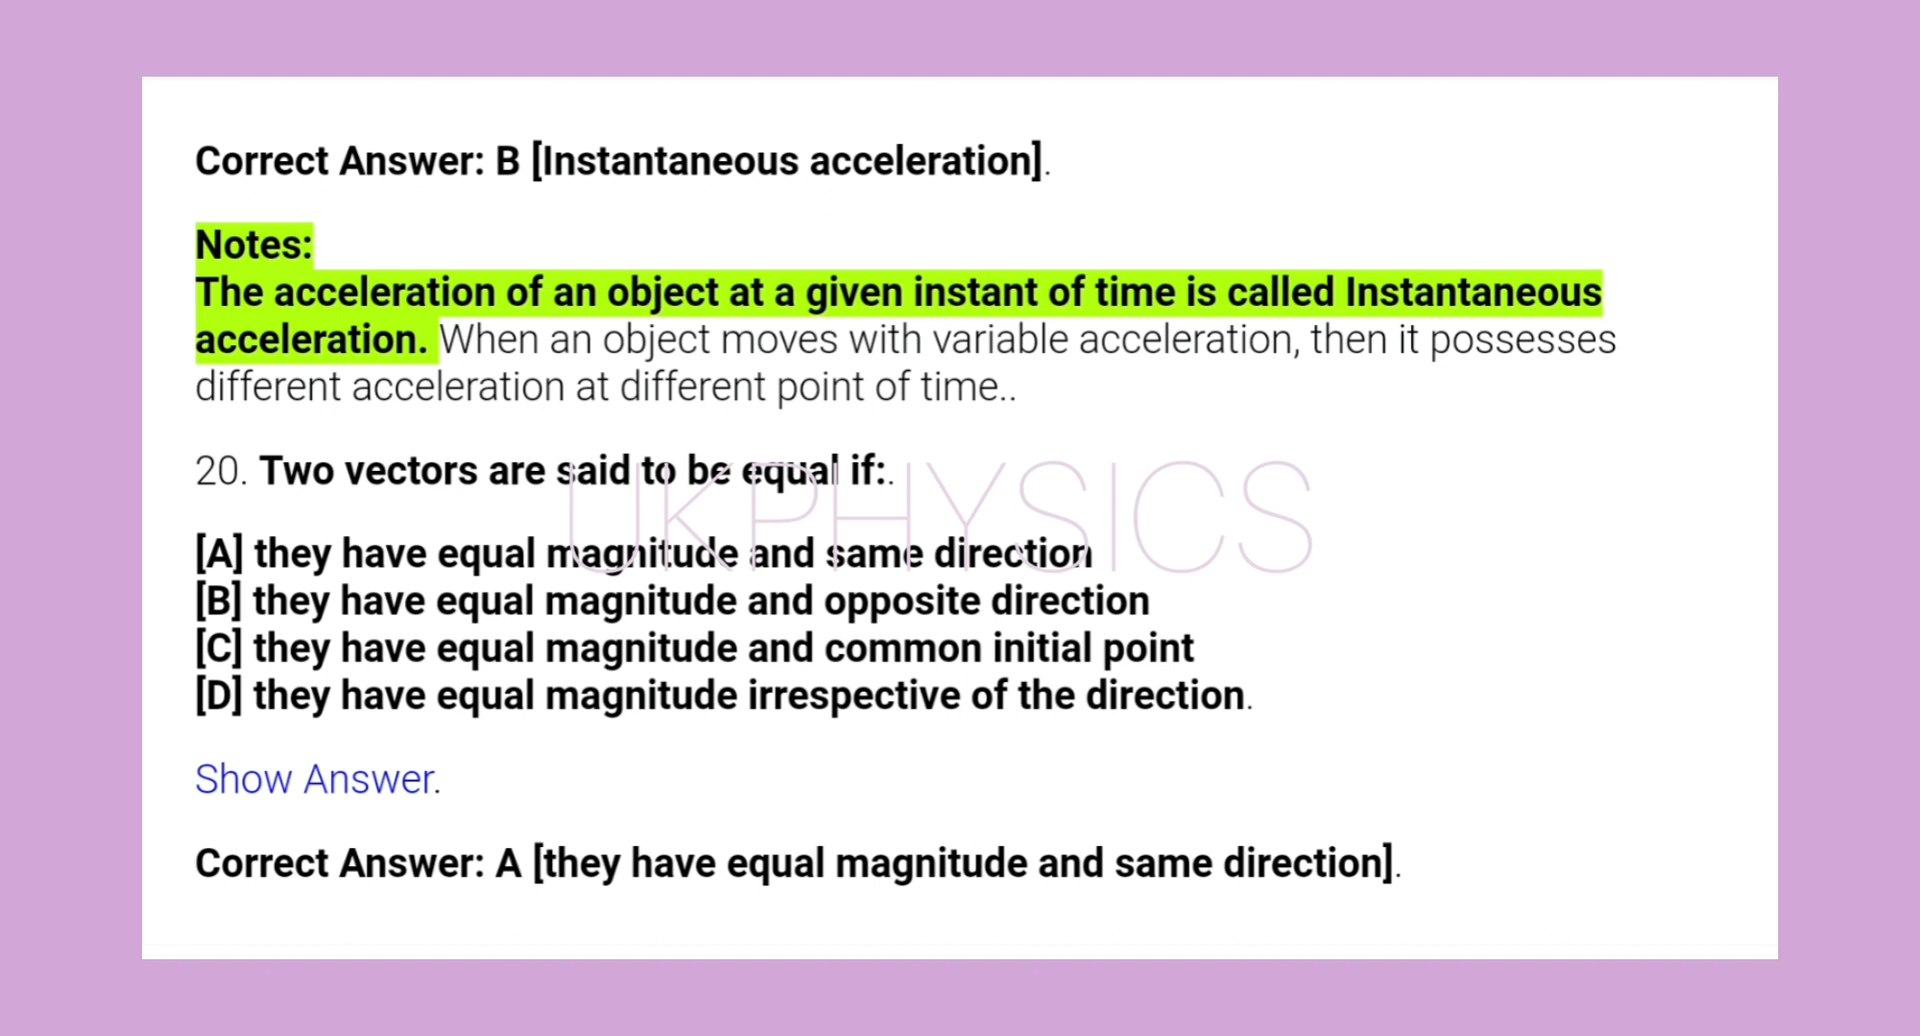 Correct Answer: B [Instantaneous acceleration].
Notes:
The acceleration of an object at a given instant of time is called Instantaneous
acceleration. When an object moves with variable acceleration, then it possesses
different acceleration at different point of time..
20. Two vectors are said to be equal if:.
UKPHYSICS
[A] they have equal magnitude and same direction
[B] they have equal magnitude and opposite direction
[C] they have equal magnitude and common initial point
[D] they have equal magnitude irrespective of the direction.
Show Answer.
Correct Answer: A [they have equal magnitude and same direction].